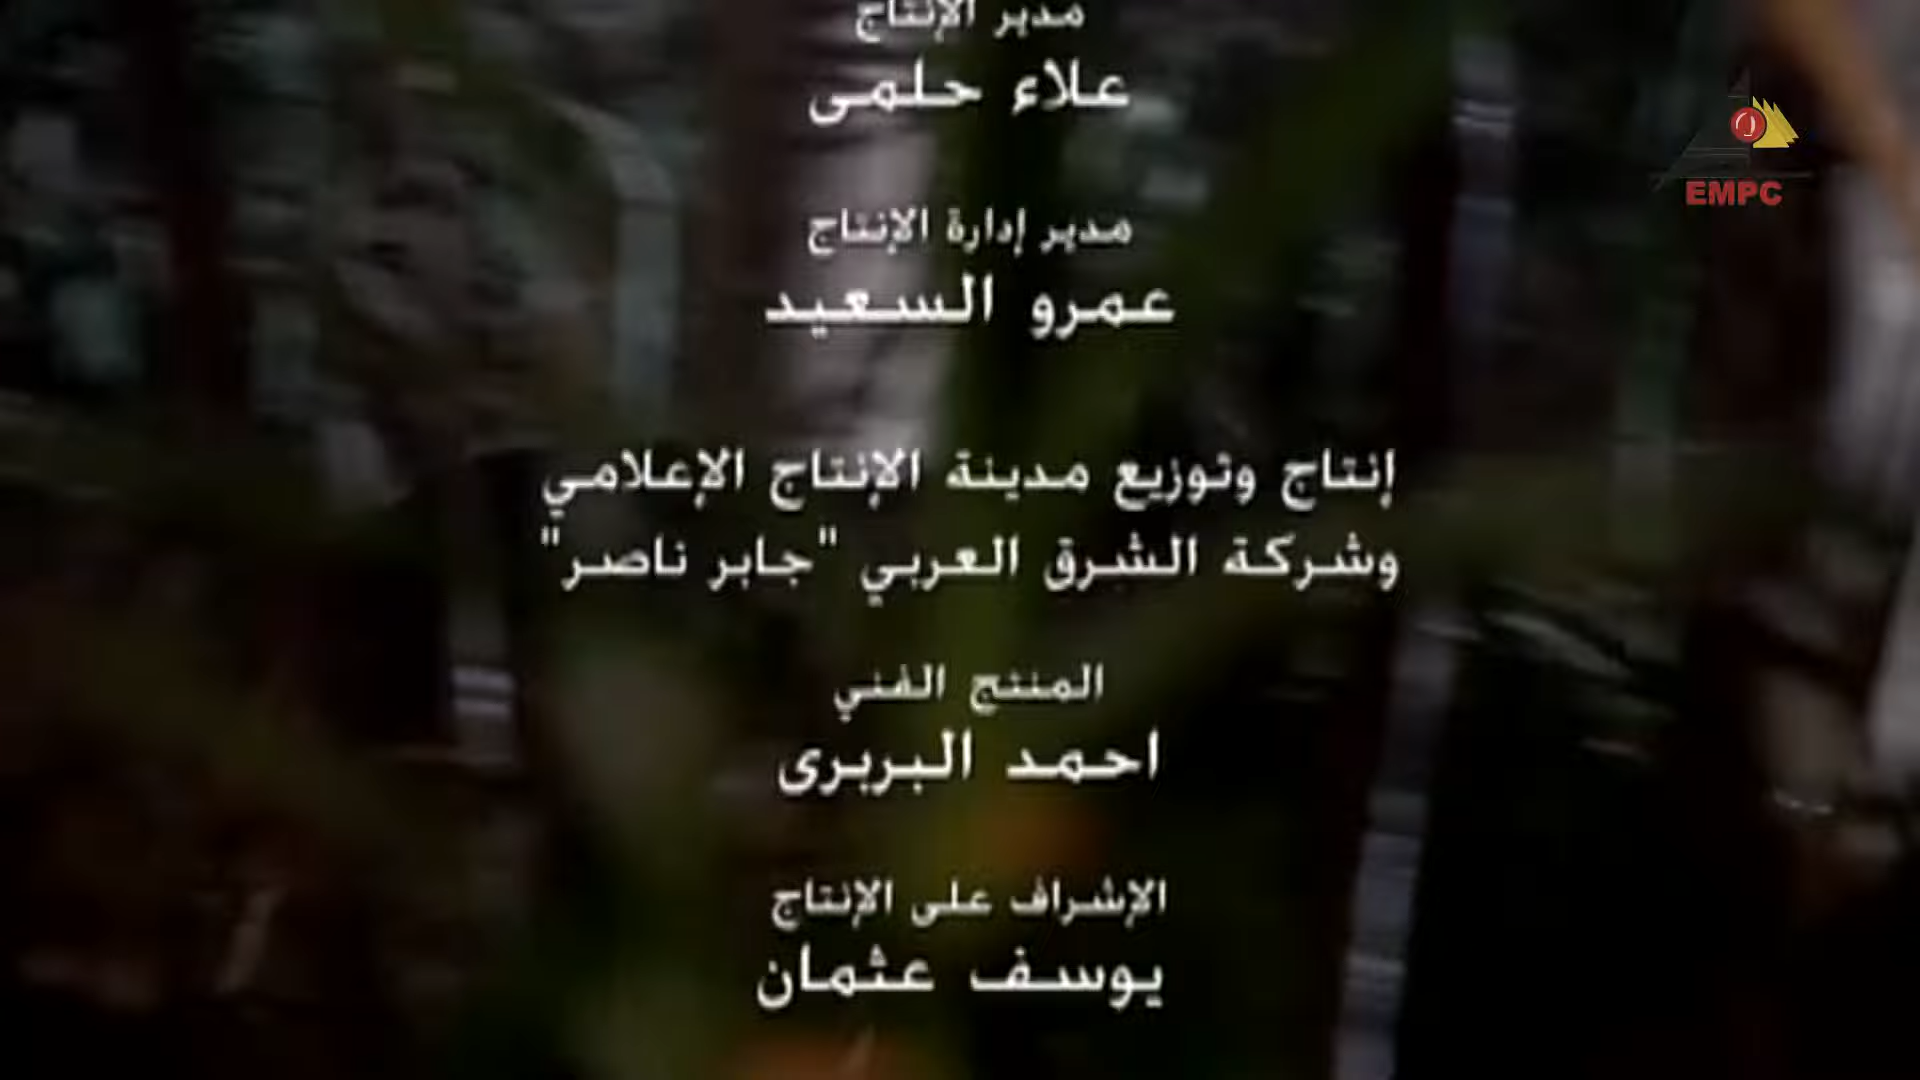 مدير الإنتاج
علاء حلمى
EMPC
مدير إدارة الإنتاج
عمرو السعيد
إنتاج وتوزيع مدينة الإنتاج الإعلامي
وشركة الشرق العربي "جابر ناصر"
المنتج الفني
احمد البربرى
الإشراف على الإنتاج
يوسف عثمان